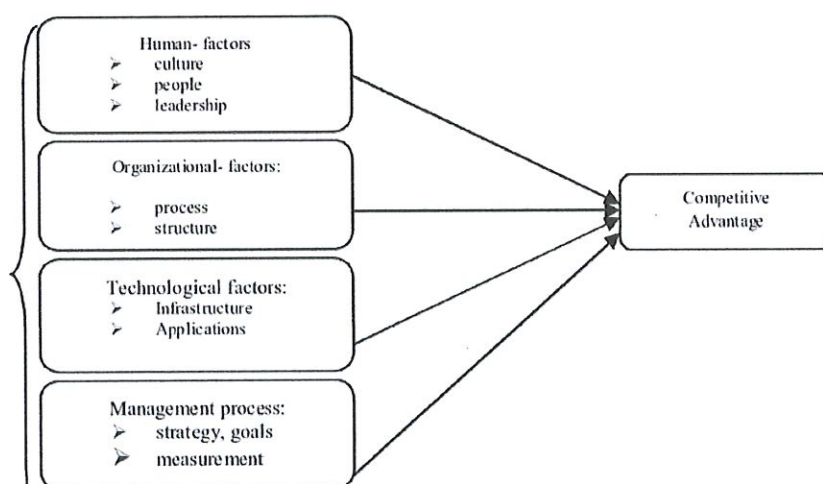 Human- factors
➢ culture
➢ people
➢ leadership
Organizational- factors:
➢ process
➢ structure
Technological factors:
➢ Infrastructure
➢ Applications
Management process:
➢ strategy, goals
➢ measurement
Competitive
Advantage